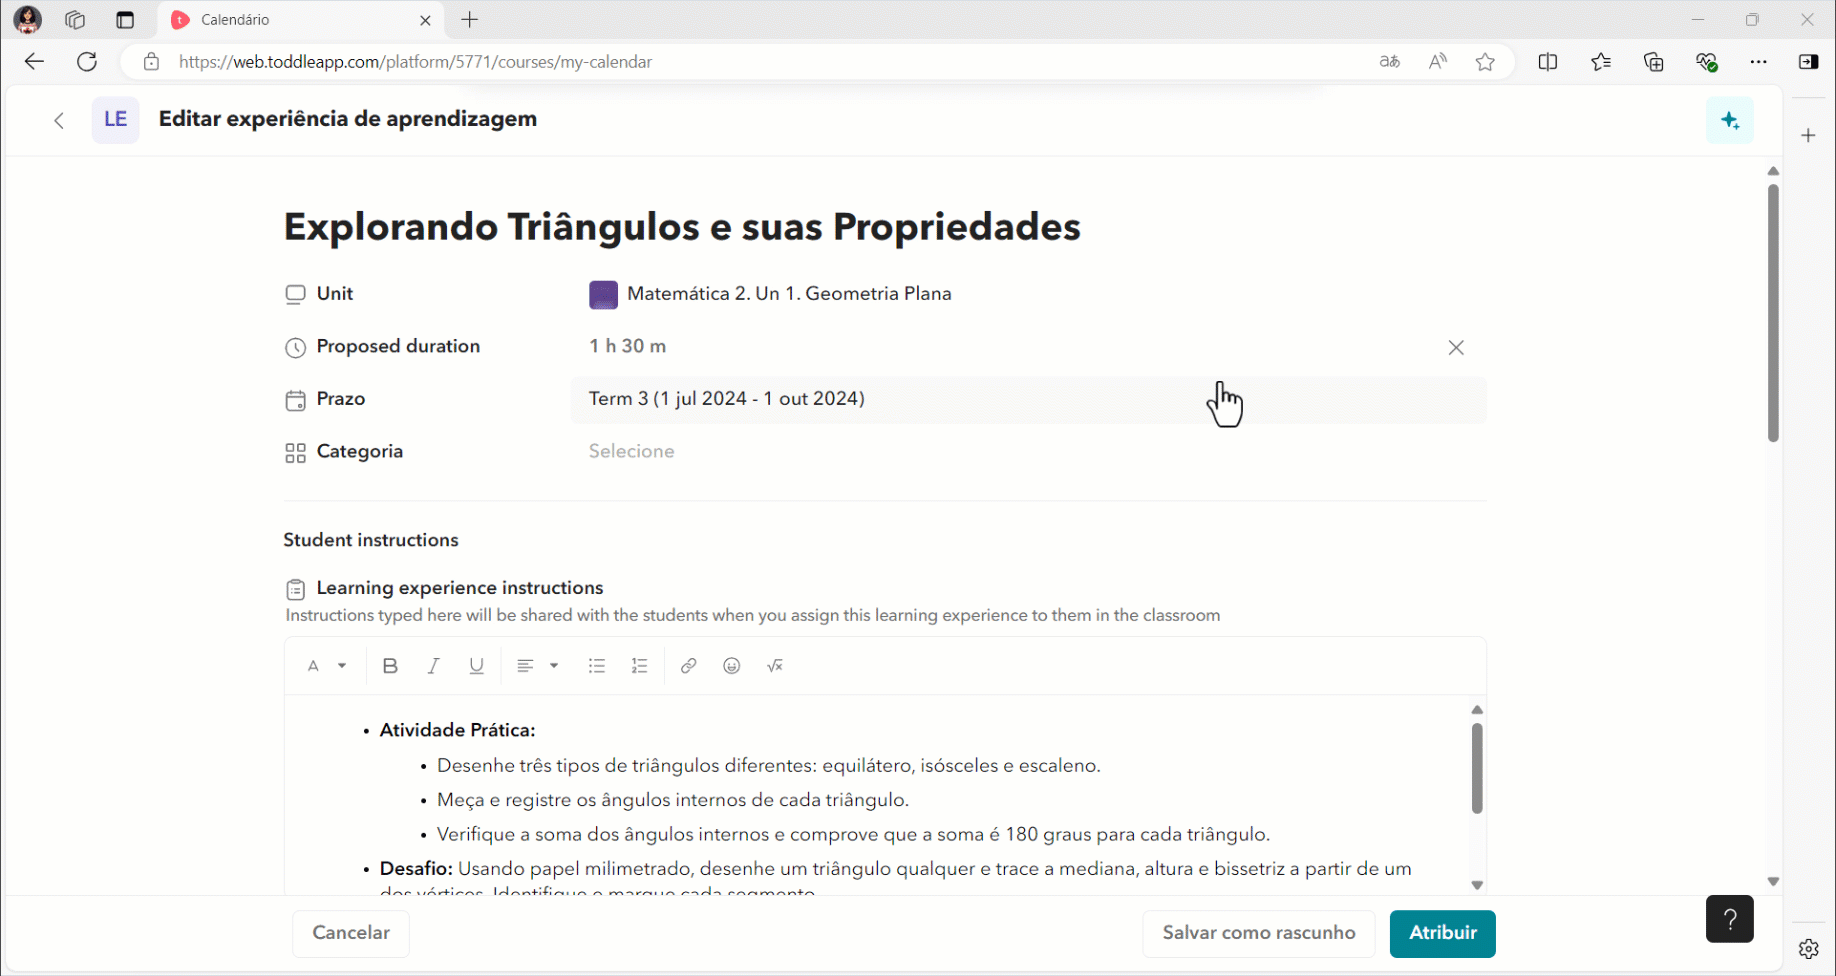 Calendário
https://web.toddleapp.com/platform/5771/courses/my-calendar
LE
Editar experiência de aprendizagem
Explorando Triângulos e suas Propriedades
Unit
Matemática 2. Un 1. Geometria Plana
Proposed duration
1 h 30 m
Prazo
Term 3 (1 jul 2024 - 1 out 2024)
Categoria
Selecione
Student instructions
Learning experience instructions
Instructions typed here will be shared with the students when you assign this learning experience to them in the classroom
• Atividade Prática:
• Desenhe três tipos de triângulos diferentes: equilátero, isósceles e escaleno.
• Meça e registre os ângulos internos de cada triângulo.
• Verifique a soma dos ângulos internos e comprove que a soma é 180 graus para cada triângulo.
• Desafio: Usando papel milimetrado, desenhe um triângulo qualquer e trace a mediana, altura e bissetriz a partir de um
dos vértices. Identifique e marque cada segmento.
Cancelar
Salvar como rascunho
Atribuir
?